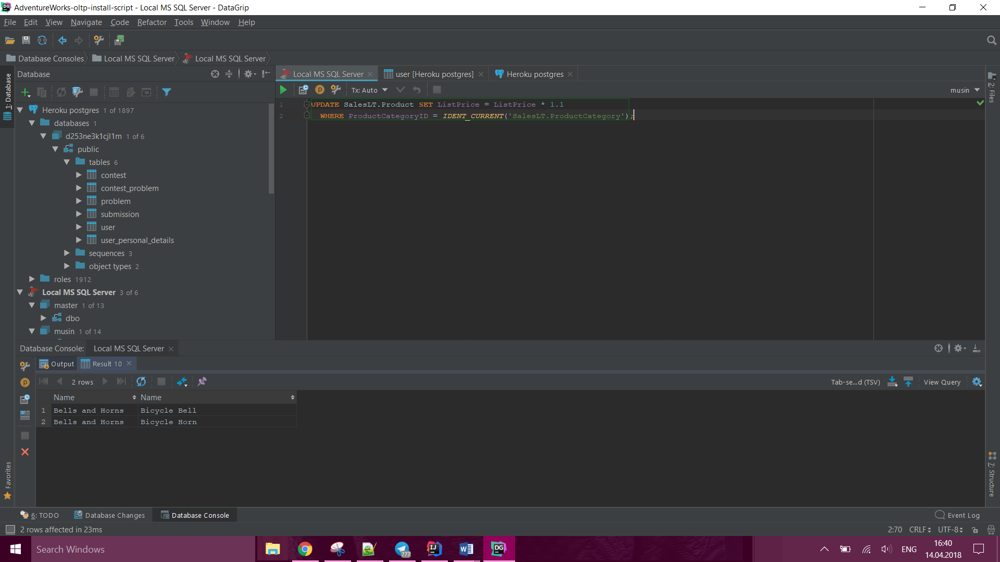 AdventureWorks-oltp-install-script - Local MS SQL Server - DataGrip
File Edit View Navigate Code Refactor Tools Window Help
Database Consoles Local MS SQL Server Local MS SQL Server
1: Database
Favorites
Database
Heroku postgres 1 of 1897
databases 1
d253ne3k1cjl1m 1 of 6
public
tables 6
contest
contest_problem
problem
submission
user
user_personal_details
sequences 3
object types 2
roles 1912
Local MS SQL Server 3 of 6
master 1 of 13
dbo
musin 1 of 14
Local MS SQL Server user [Heroku postgres] Heroku postgres
Tx: Auto musin
1 UPDATE SalesLT.Product SET ListPrice = ListPrice * 1.1
2 WHERE ProductCategoryID = IDENT_CURRENT('SalesLT.ProductCategory');
2: Files
7: Structure
Database Console: Local MS SQL Server
Output Result 10
2 rows Tab-se...d (TSV) View Query
Name Name
1 Bells and Horns Bicycle Bell
2 Bells and Horns Bicycle Horn
6: TODO Database Changes Database Console Event Log
2 rows affected in 23ms 2:70 CRLF UTF-8
Search Windows
777
DG
ENG
16:40
14.04.2018